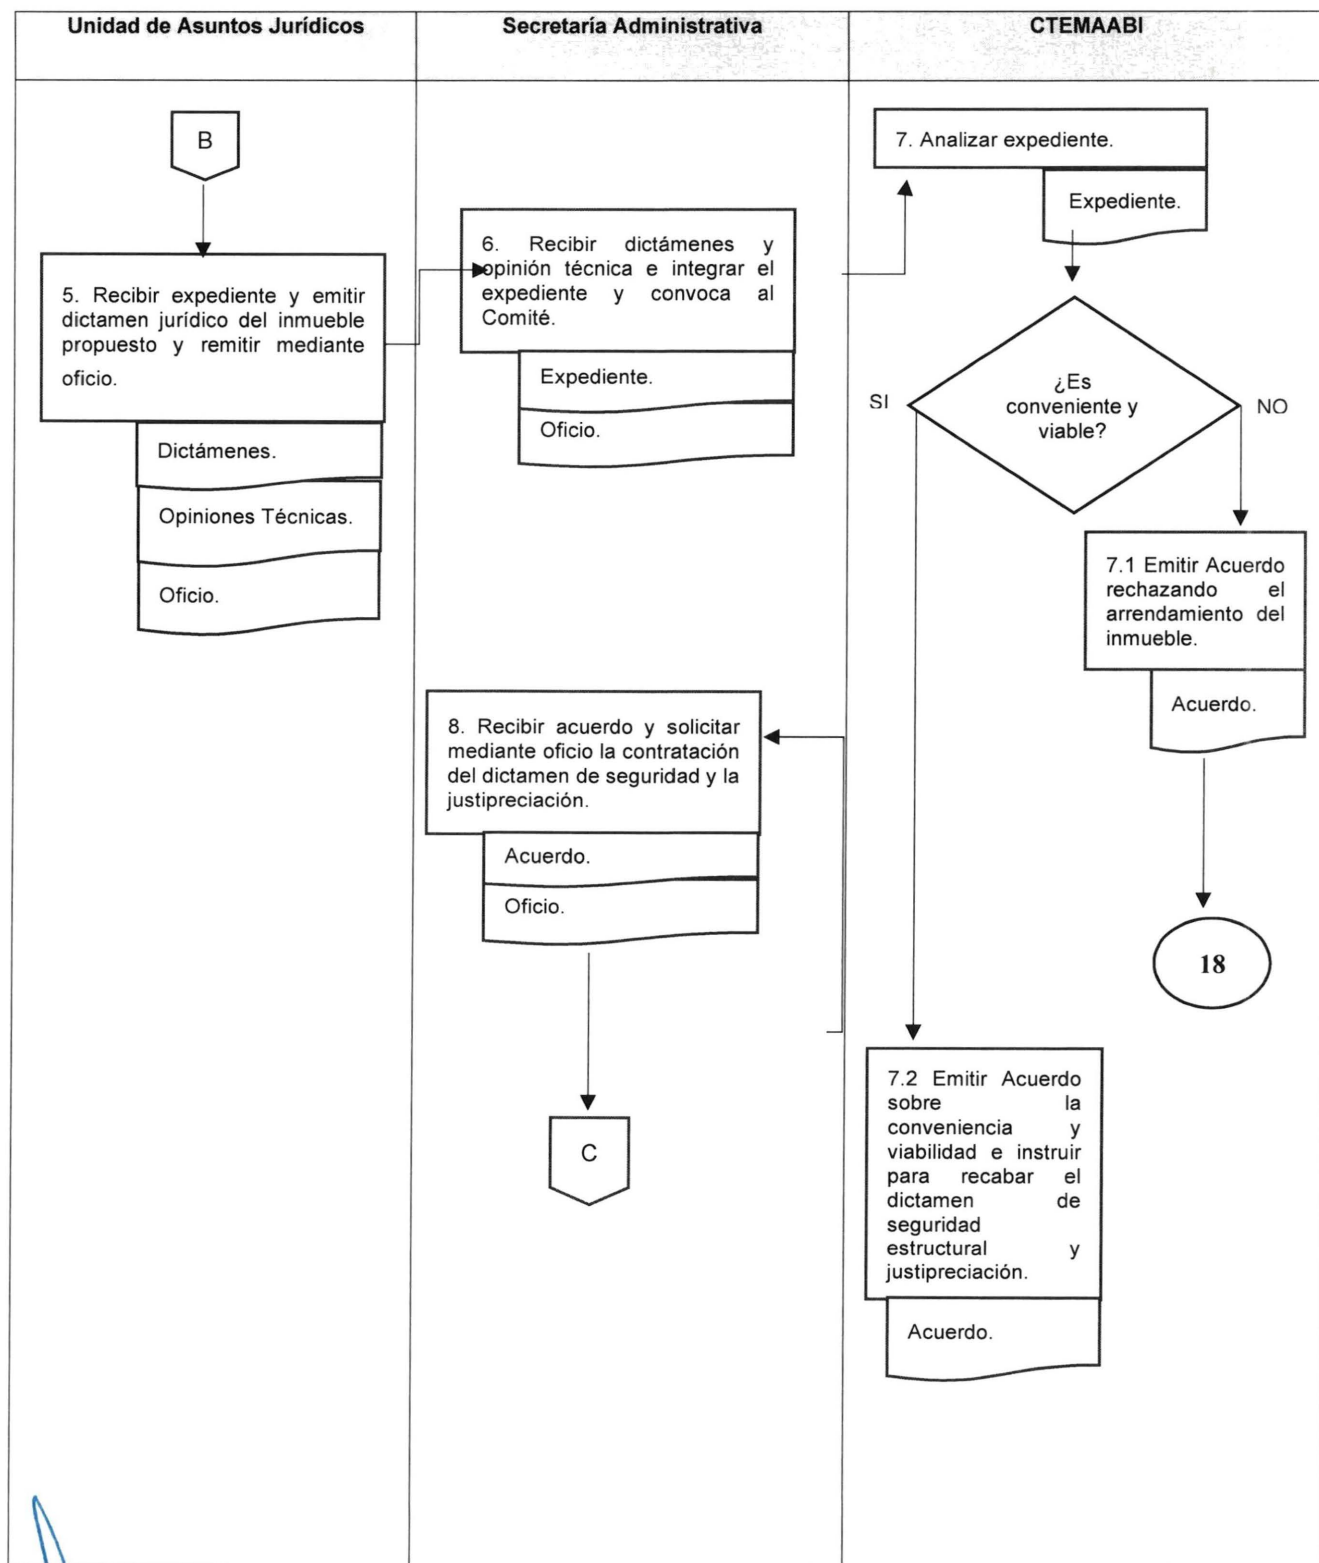 Unidad de Asuntos Jurídicos
Secretaría Administrativa
CTEMAABI
B
5. Recibir expediente y emitir
dictamen jurídico del inmueble
propuesto y remitir mediante
oficio.
Dictámenes.
Opiniones Técnicas.
Oficio.
6. Recibir dictámenes y
opinión técnica e integrar el
expediente y convoca al
Comité.
Expediente.
Oficio.
7. Analizar expediente.
Expediente.
¿Es
conveniente y
viable?
SI
NO
7.1 Emitir Acuerdo
rechazando el
arrendamiento del
inmueble.
Acuerdo.
18
7.2 Emitir Acuerdo
sobre la
conveniencia y
viabilidad e instruir
para recabar el
dictamen de
seguridad
estructural y
justipreciación.
Acuerdo.
8. Recibir acuerdo y solicitar
mediante oficio la contratación
del dictamen de seguridad y la
justipreciación.
Acuerdo.
Oficio.
C